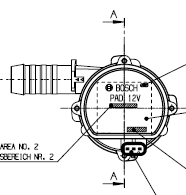 A
BOSCH
PAD 12V
AREA NO. 2
SBEREICH NR. 2
A